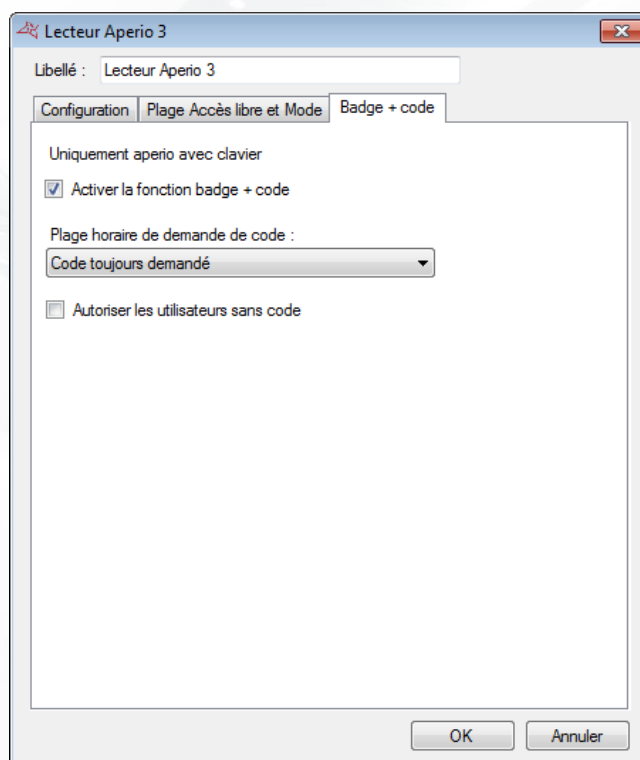 Lecteur Aperio 3
Libellé : Lecteur Aperio 3
Configuration Plage Accès libre et Mode Badge + code
Uniquement aperio avec clavier
Activer la fonction badge + code
Plage horaire de demande de code :
Code toujours demandé
Autoriser les utilisateurs sans code
OK Annuler